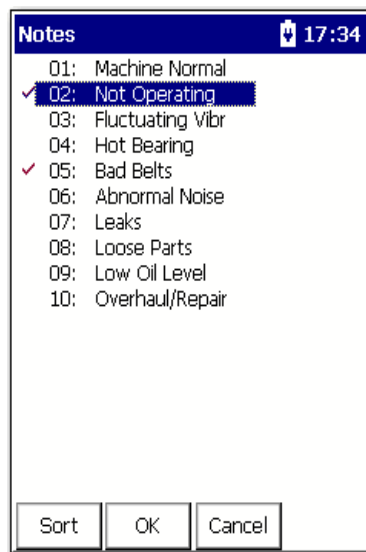 Notes 17:34
01: Machine Normal
02: Not Operating
03: Fluctuating Vibr
04: Hot Bearing
05: Bad Belts
06: Abnormal Noise
07: Leaks
08: Loose Parts
09: Low Oil Level
10: Overhaul/Repair
Sort OK Cancel